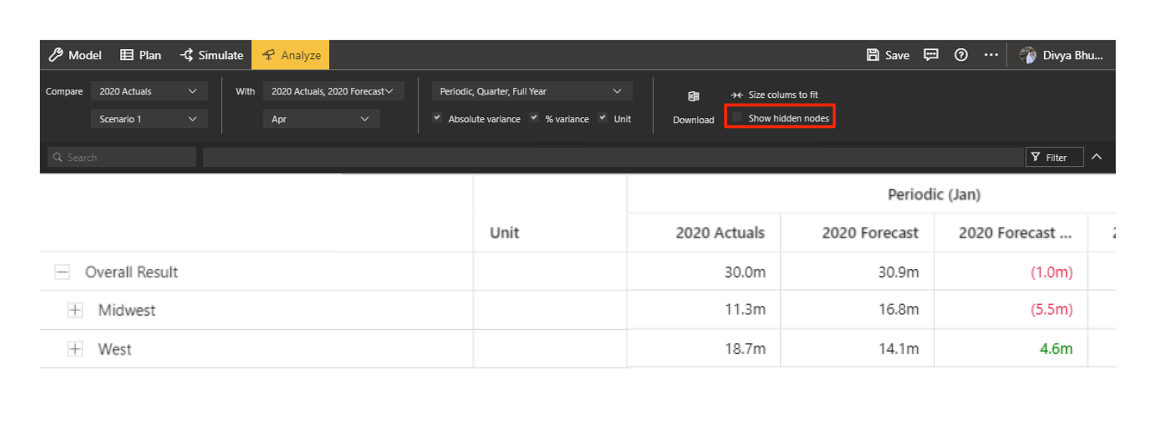 Model Plan Simulate Analyze Save Divya Bhu...
Compare 2020 Actuals With 2020 Actuals, 2020 Forecast Periodic, Quarter, Full Year Size colums to fit
Scenario 1 Apr Absolute variance % variance Unit Download Show hidden nodes
Search Filter
Periodic (Jan)
Unit 2020 Actuals 2020 Forecast 2020 Forecast ...
Overall Result 30.0m 30.9m (1.0m)
Midwest 11.3m 16.8m (5.5m)
West 18.7m 14.1m 4.6m